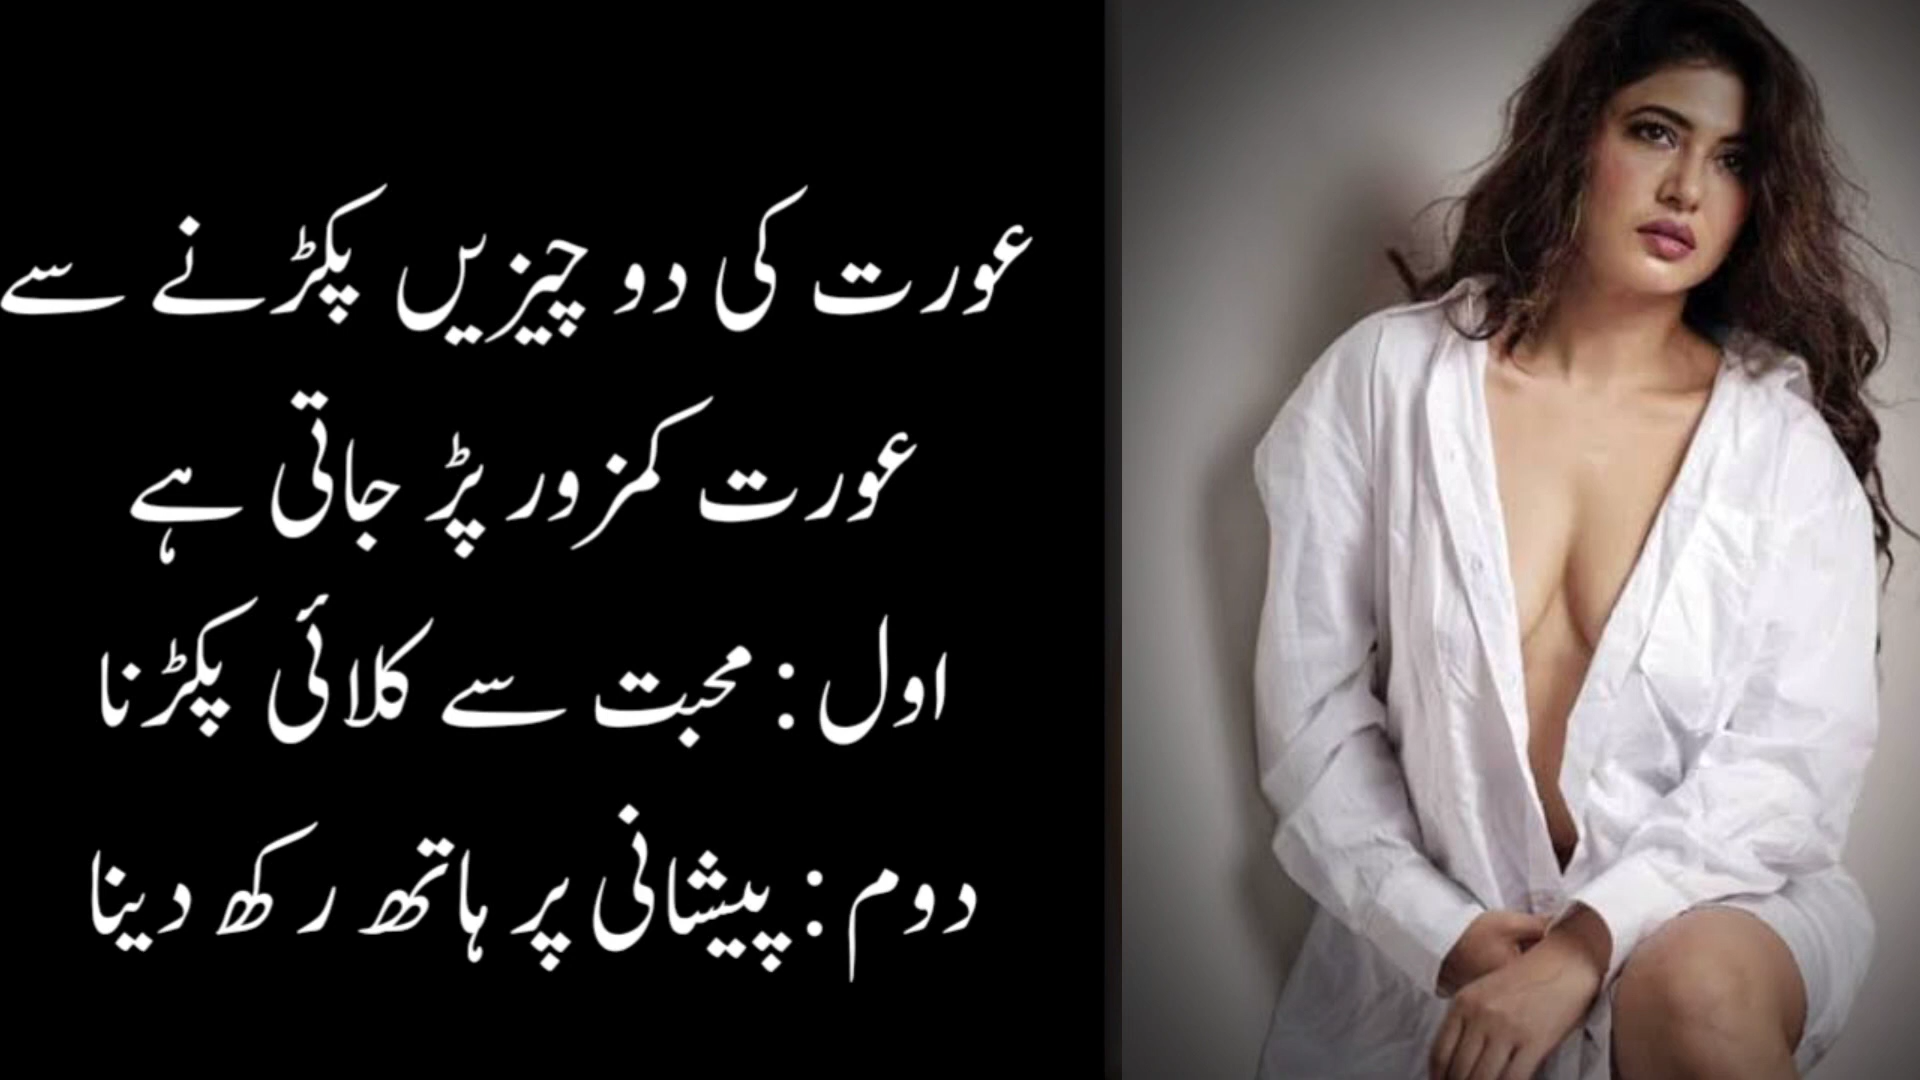 عورت کی دو چیزیں پکڑنے سے
عورت کمزور پڑ جاتی ہے
اول : محبت سے کلائی پکڑنا
دوم : پیشانی پر ہاتھ رکھ دینا